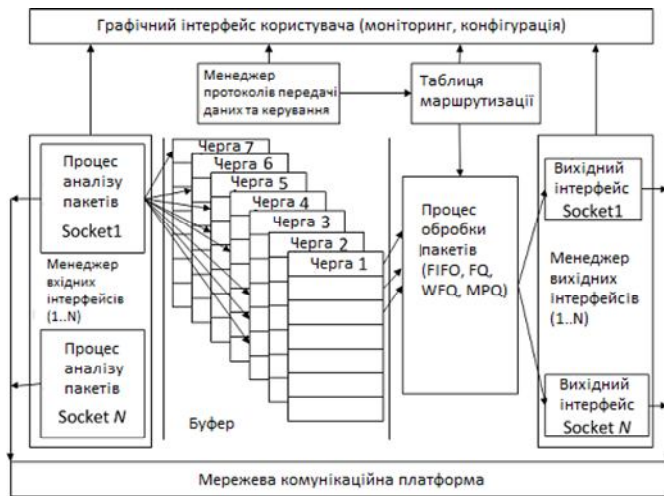 Графічний інтерфейс користувача (моніторинг, конфігурація)
Менеджер
протоколів передачі
даних та керування
Таблиця
маршрутизації
Процес
аналізу
пакетів
Socket1
Менеджер
вхідних
інтерфейсів
(1..N)
Процес
аналізу
пакетів
Socket N
Черга 7
Черга 6
Черга 5
Черга 4
Черга 3
Черга 2
Черга 1
Буфер
Процес
обробки
пакетів
(FIFO, FQ,
WFQ, MPQ)
Вихідний
інтерфейс
Socket1
Менеджер
вихідних
інтерфейсів
(1..N)
Вихідний
інтерфейс
Socket N
Мережева комунікаційна платформа